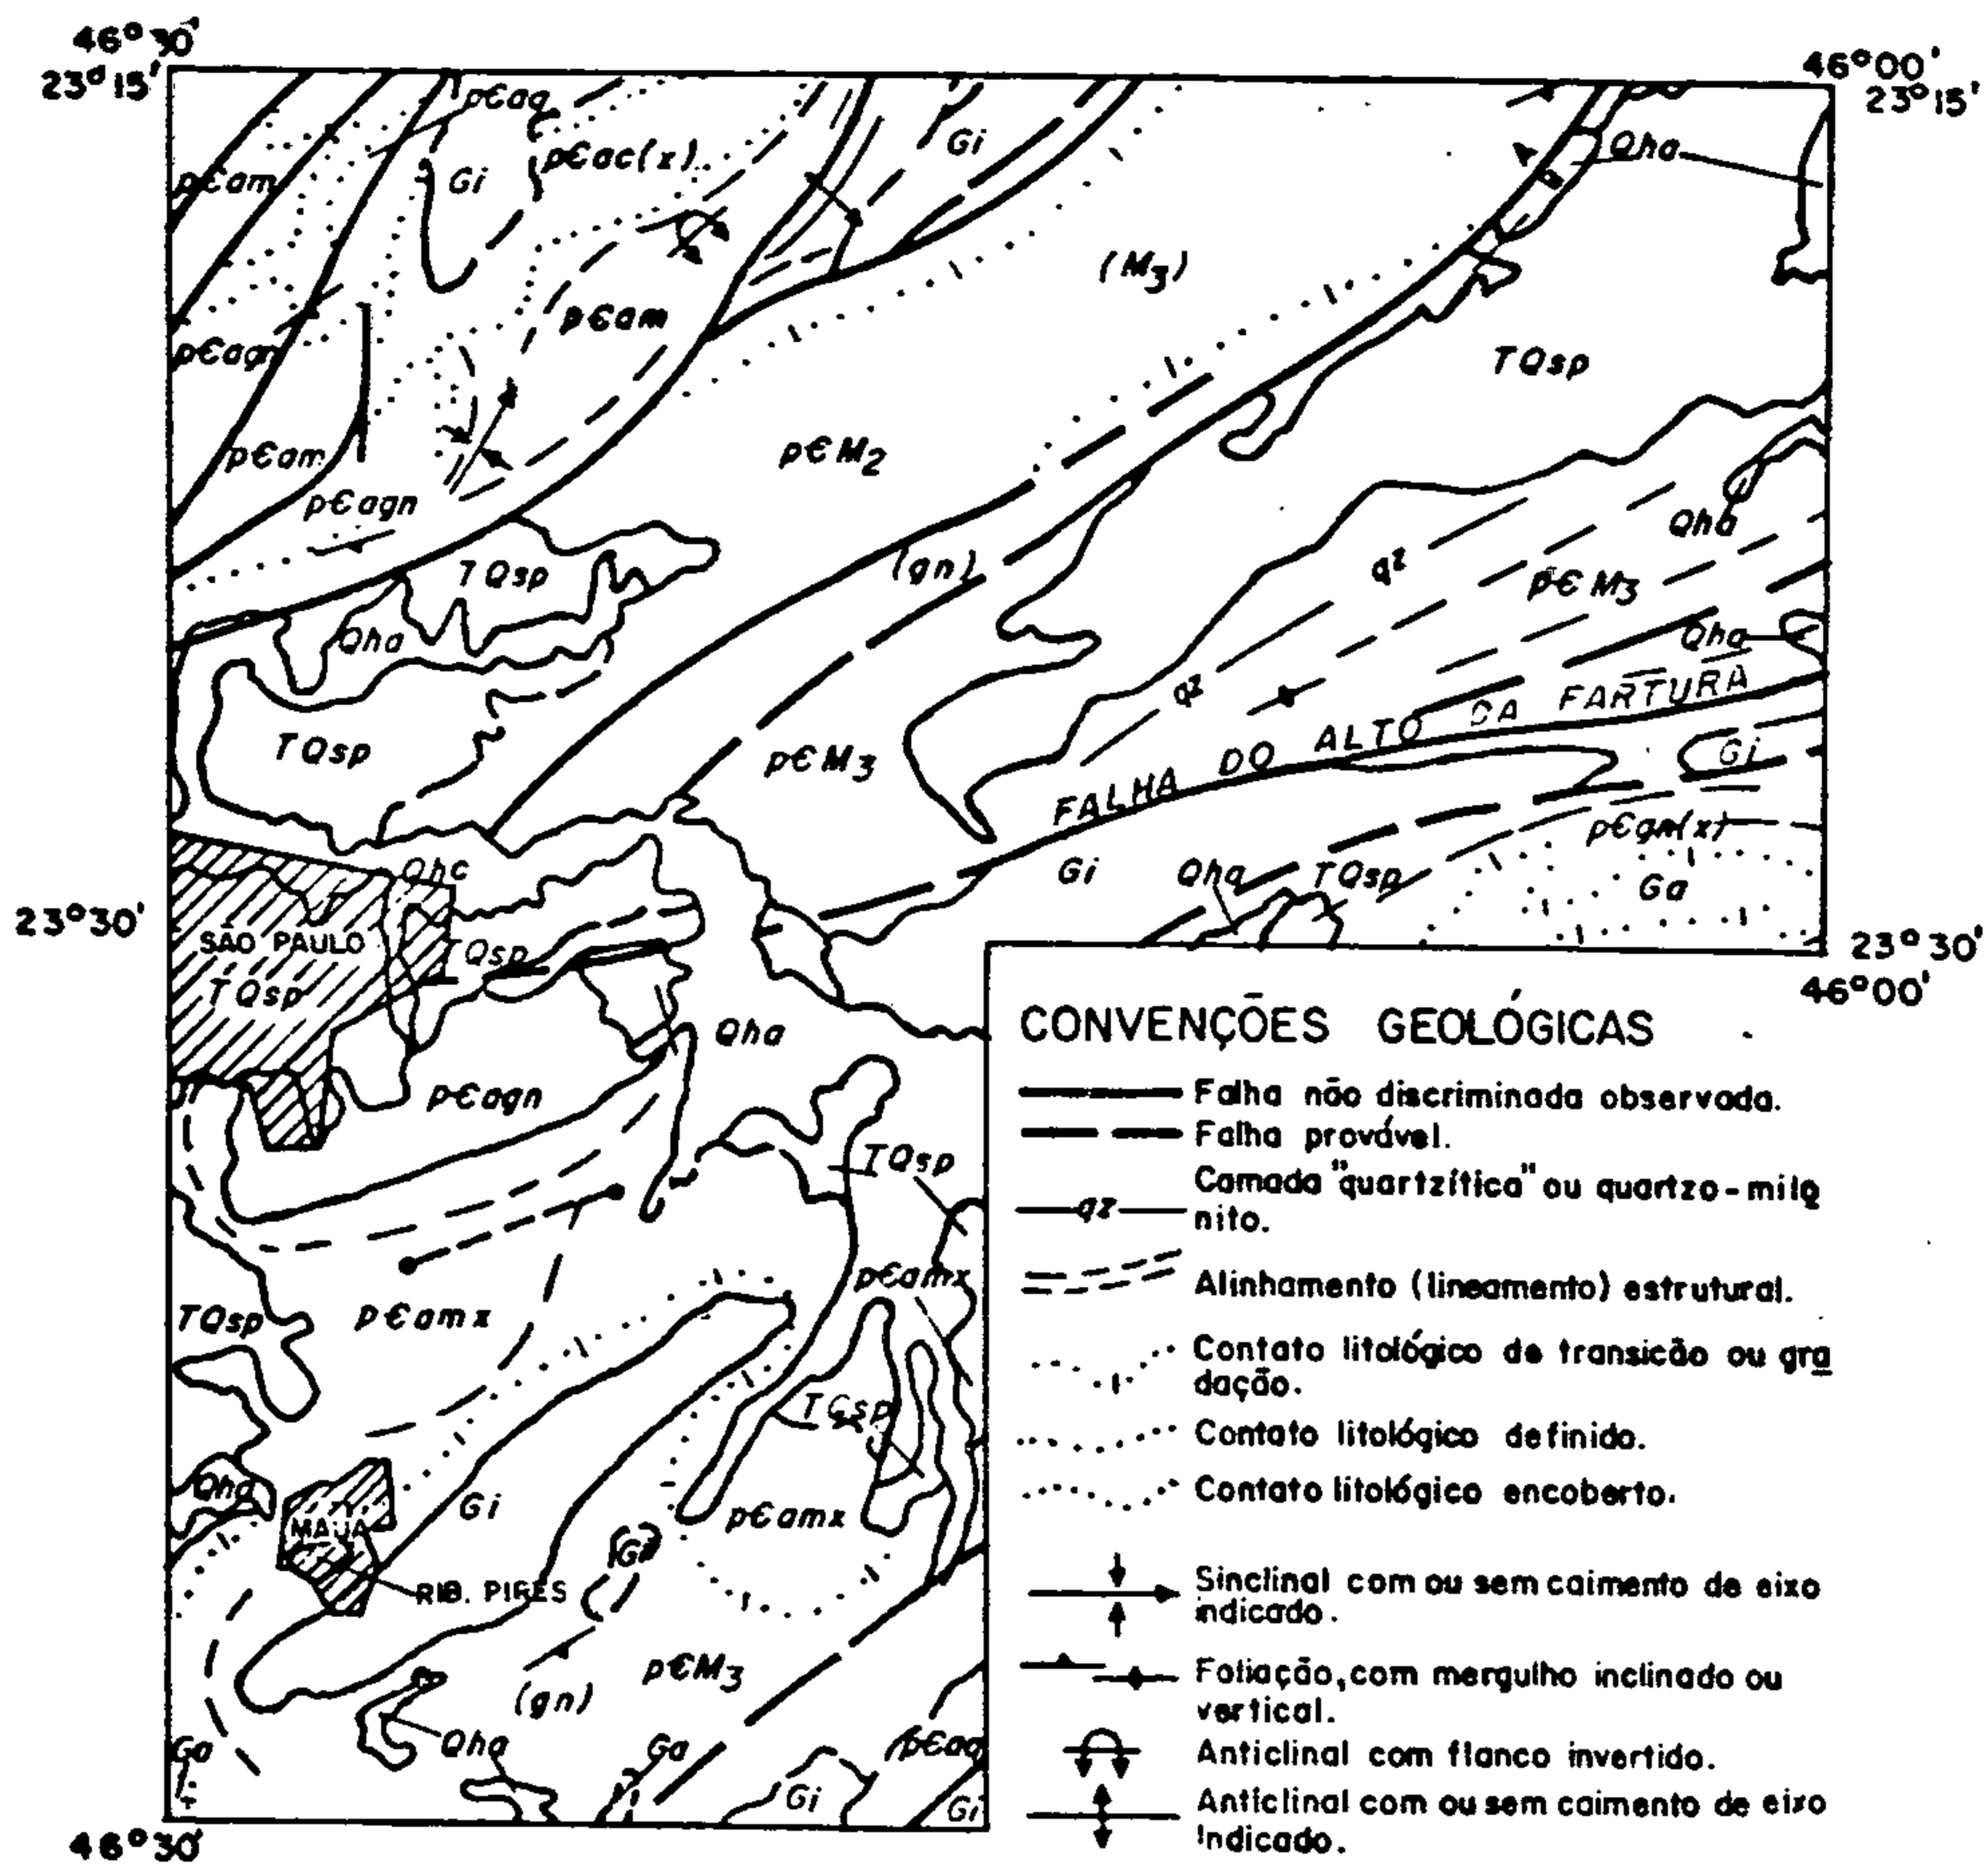 46°30'
23°15'
46°00'
23°15'
pЄaq
Gi
pЄac(x)
Gi
Qha
pЄam
(M3)
pЄam
TQsp
pЄagn
pЄam
pЄM2
pЄagn
Qha
TQsp
(gn)
qz
pЄM3
Qha
Qha
qz
FALHA DO ALTO DA FARTURA
TQsp
pЄM3
Gi
pЄgn(x)
Qha
Gi
Qha
TQsp
Ga
23°30'
SÃO PAULO
TQsp
TQsp
23°30'
46°00'
Qha
pЄagn
TQsp
pЄamx
TQsp
pЄamx
TQsp
Qha
MAUÁ
Gi
pЄamx
(Gi)
RIB. PIRES
pЄM3
(gn)
Ga
Qha
Ga
(pЄaq
Gi
Gi
46°30'
CONVENÇÕES GEOLÓGICAS
Falha não discriminada observada.
Falha provável.
qz
Camada "quartzítica" ou quartzo-milo
nito.
Alinhamento (lineamento) estrutural.
Contato litológico de transicão ou gra
dação.
Contato litológico definido.
Contato litológico encoberto.
Sinclinal com ou sem caimento de eixo
indicado.
Foliação, com mergulho inclinado ou
vertical.
Anticlinal com flanco invertido.
Anticlinal com ou sem caimento de eixo
Indicado.